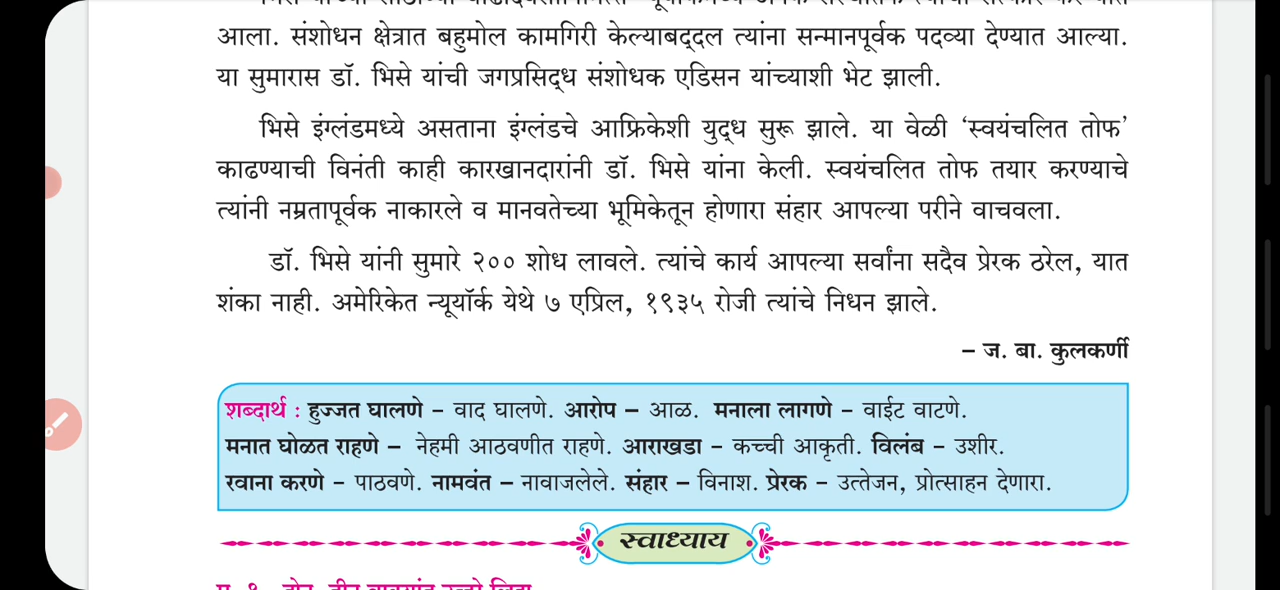 आला. संशोधन क्षेत्रात बहुमोल कामगिरी केल्याबद्दल त्यांना सन्मानपूर्वक पदव्या देण्यात आल्या.
या सुमारास डॉ. भिसे यांची जगप्रसिद्ध संशोधक एडिसन यांच्याशी भेट झाली.
भिसे इंग्लंडमध्ये असताना इंग्लंडचे आफ्रिकेशी युद्ध सुरू झाले. या वेळी ‘स्वयंचलित तोफ’
काढण्याची विनंती काही कारखानदारांनी डॉ. भिसे यांना केली. स्वयंचलित तोफ तयार करण्याचे
त्यांनी नम्रतापूर्वक नाकारले व मानवतेच्या भूमिकेतून होणारा संहार आपल्या परीने वाचवला.
डॉ. भिसे यांनी सुमारे २०० शोध लावले. त्यांचे कार्य आपल्या सर्वांना सदैव प्रेरक ठरेल, यात
शंका नाही. अमेरिकेत न्यूयॉर्क येथे ७ एप्रिल, १९३५ रोजी त्यांचे निधन झाले.
– ज. बा. कुलकर्णी
शब्दार्थ : हुज्जत घालणे – वाद घालणे. आरोप – आळ. मनाला लागणे – वाईट वाटणे.
मनात घोळत राहणे – नेहमी आठवणीत राहणे. आराखडा – कच्ची आकृती. विलंब – उशीर.
रवाना करणे – पाठवणे. नामवंत – नावाजलेले. संहार – विनाश. प्रेरक – उत्तेजन, प्रोत्साहन देणारा.
स्वाध्याय